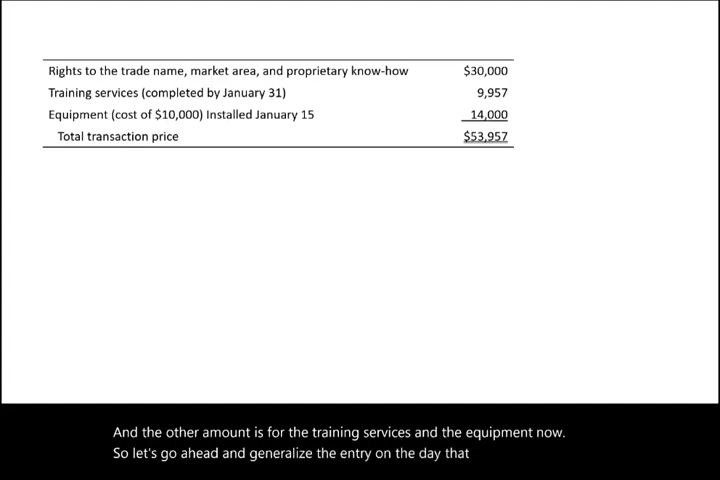 Rights to the trade name, market area, and proprietary know-how $30,000
Training services (completed by January 31) 9,957
Equipment (cost of $10,000) Installed January 15 14,000
Total transaction price $53,957
And the other amount is for the training services and the equipment now.
So let's go ahead and generalize the entry on the day that